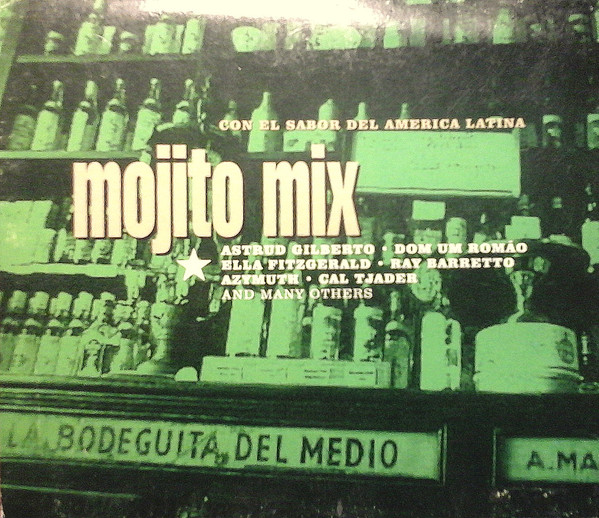 CON EL SABOR DEL AMERICA LATINA
mojito mix
ASTRUD GILBERTO · DOM UM ROMÃO
ELLA FITZGERALD · RAY BARRETTO
AZYMUTH · CAL TJADER
AND MANY OTHERS
LA BODEGUITA DEL MEDIO
A. MA